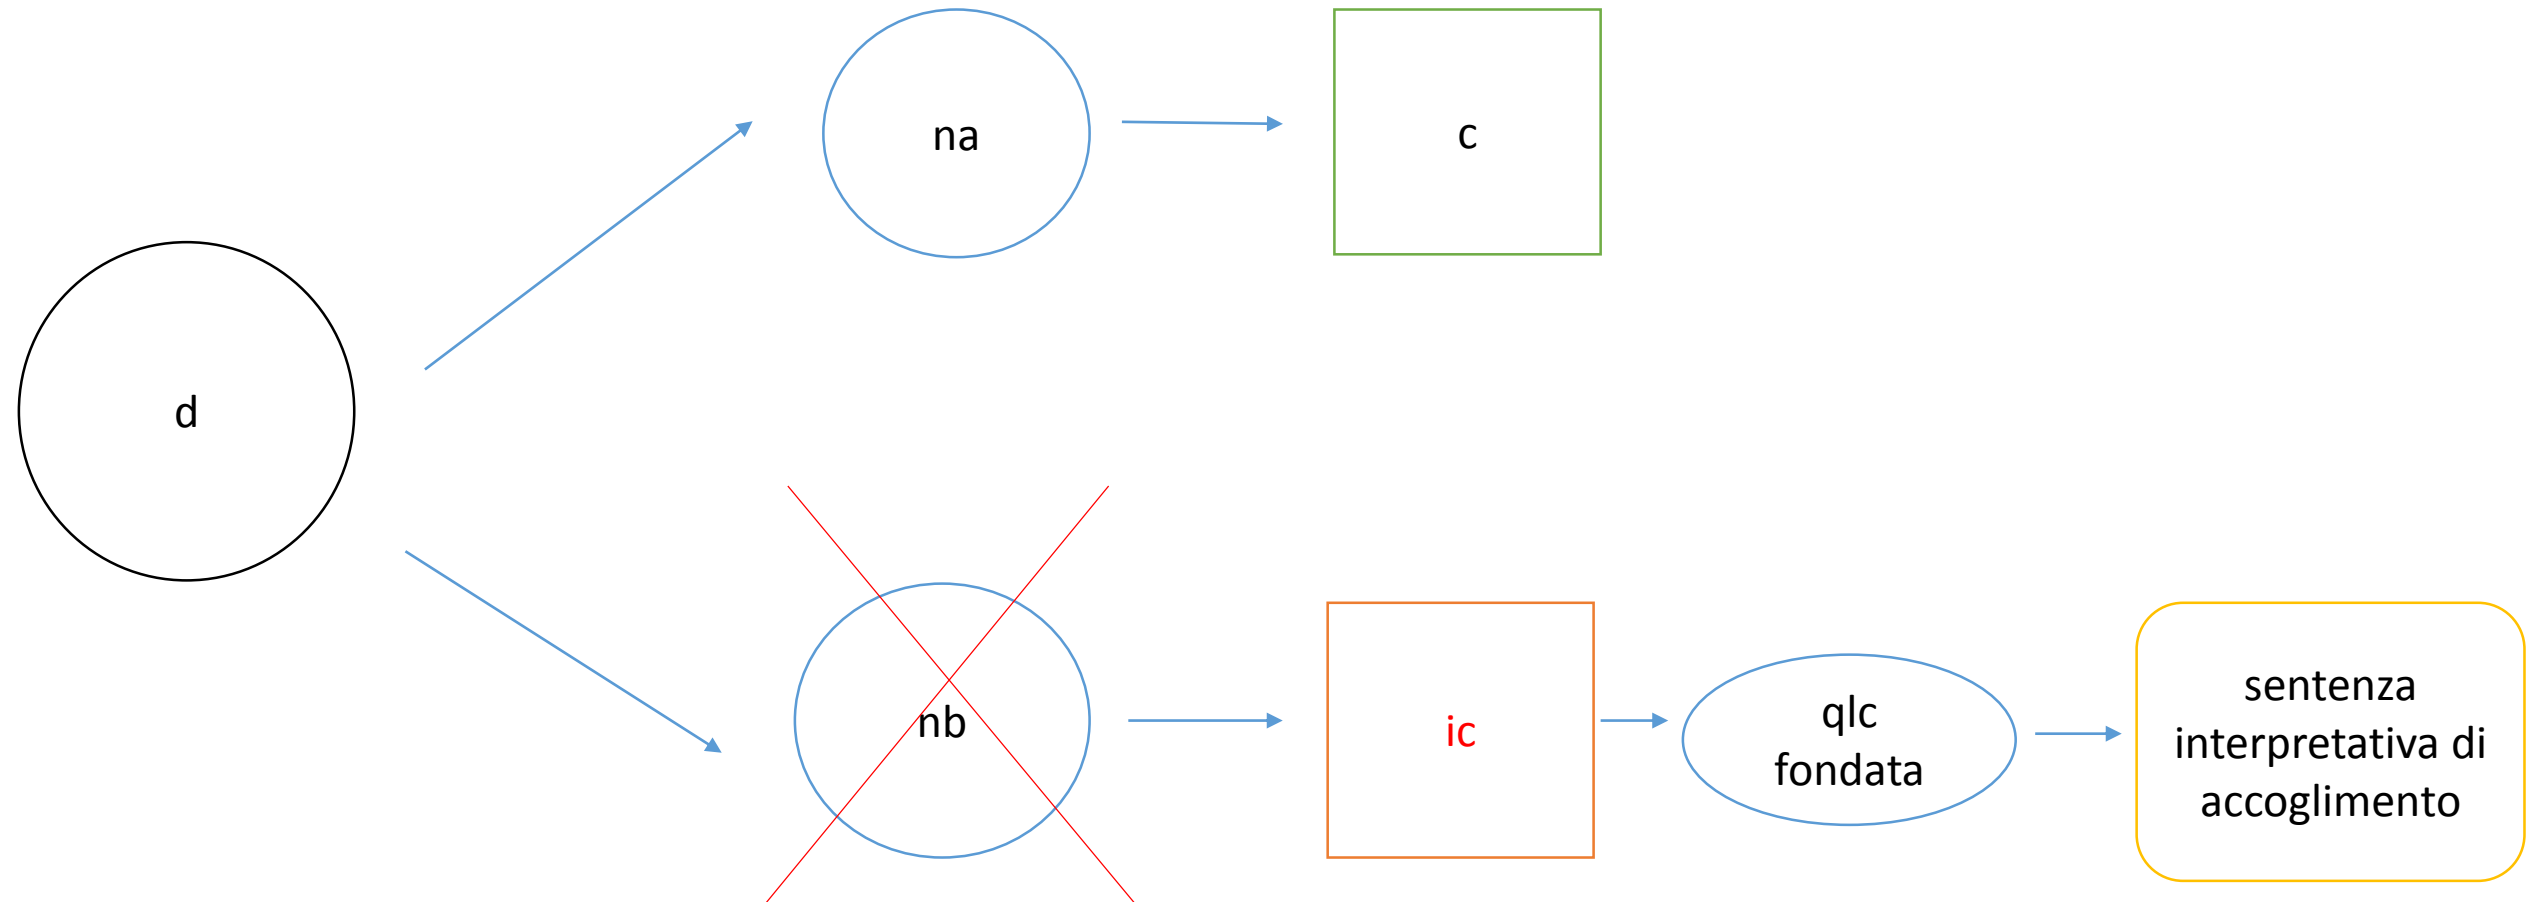 na
c
d
nb
ic
qlc
fondata
sentenza
interpretativa di
accoglimento